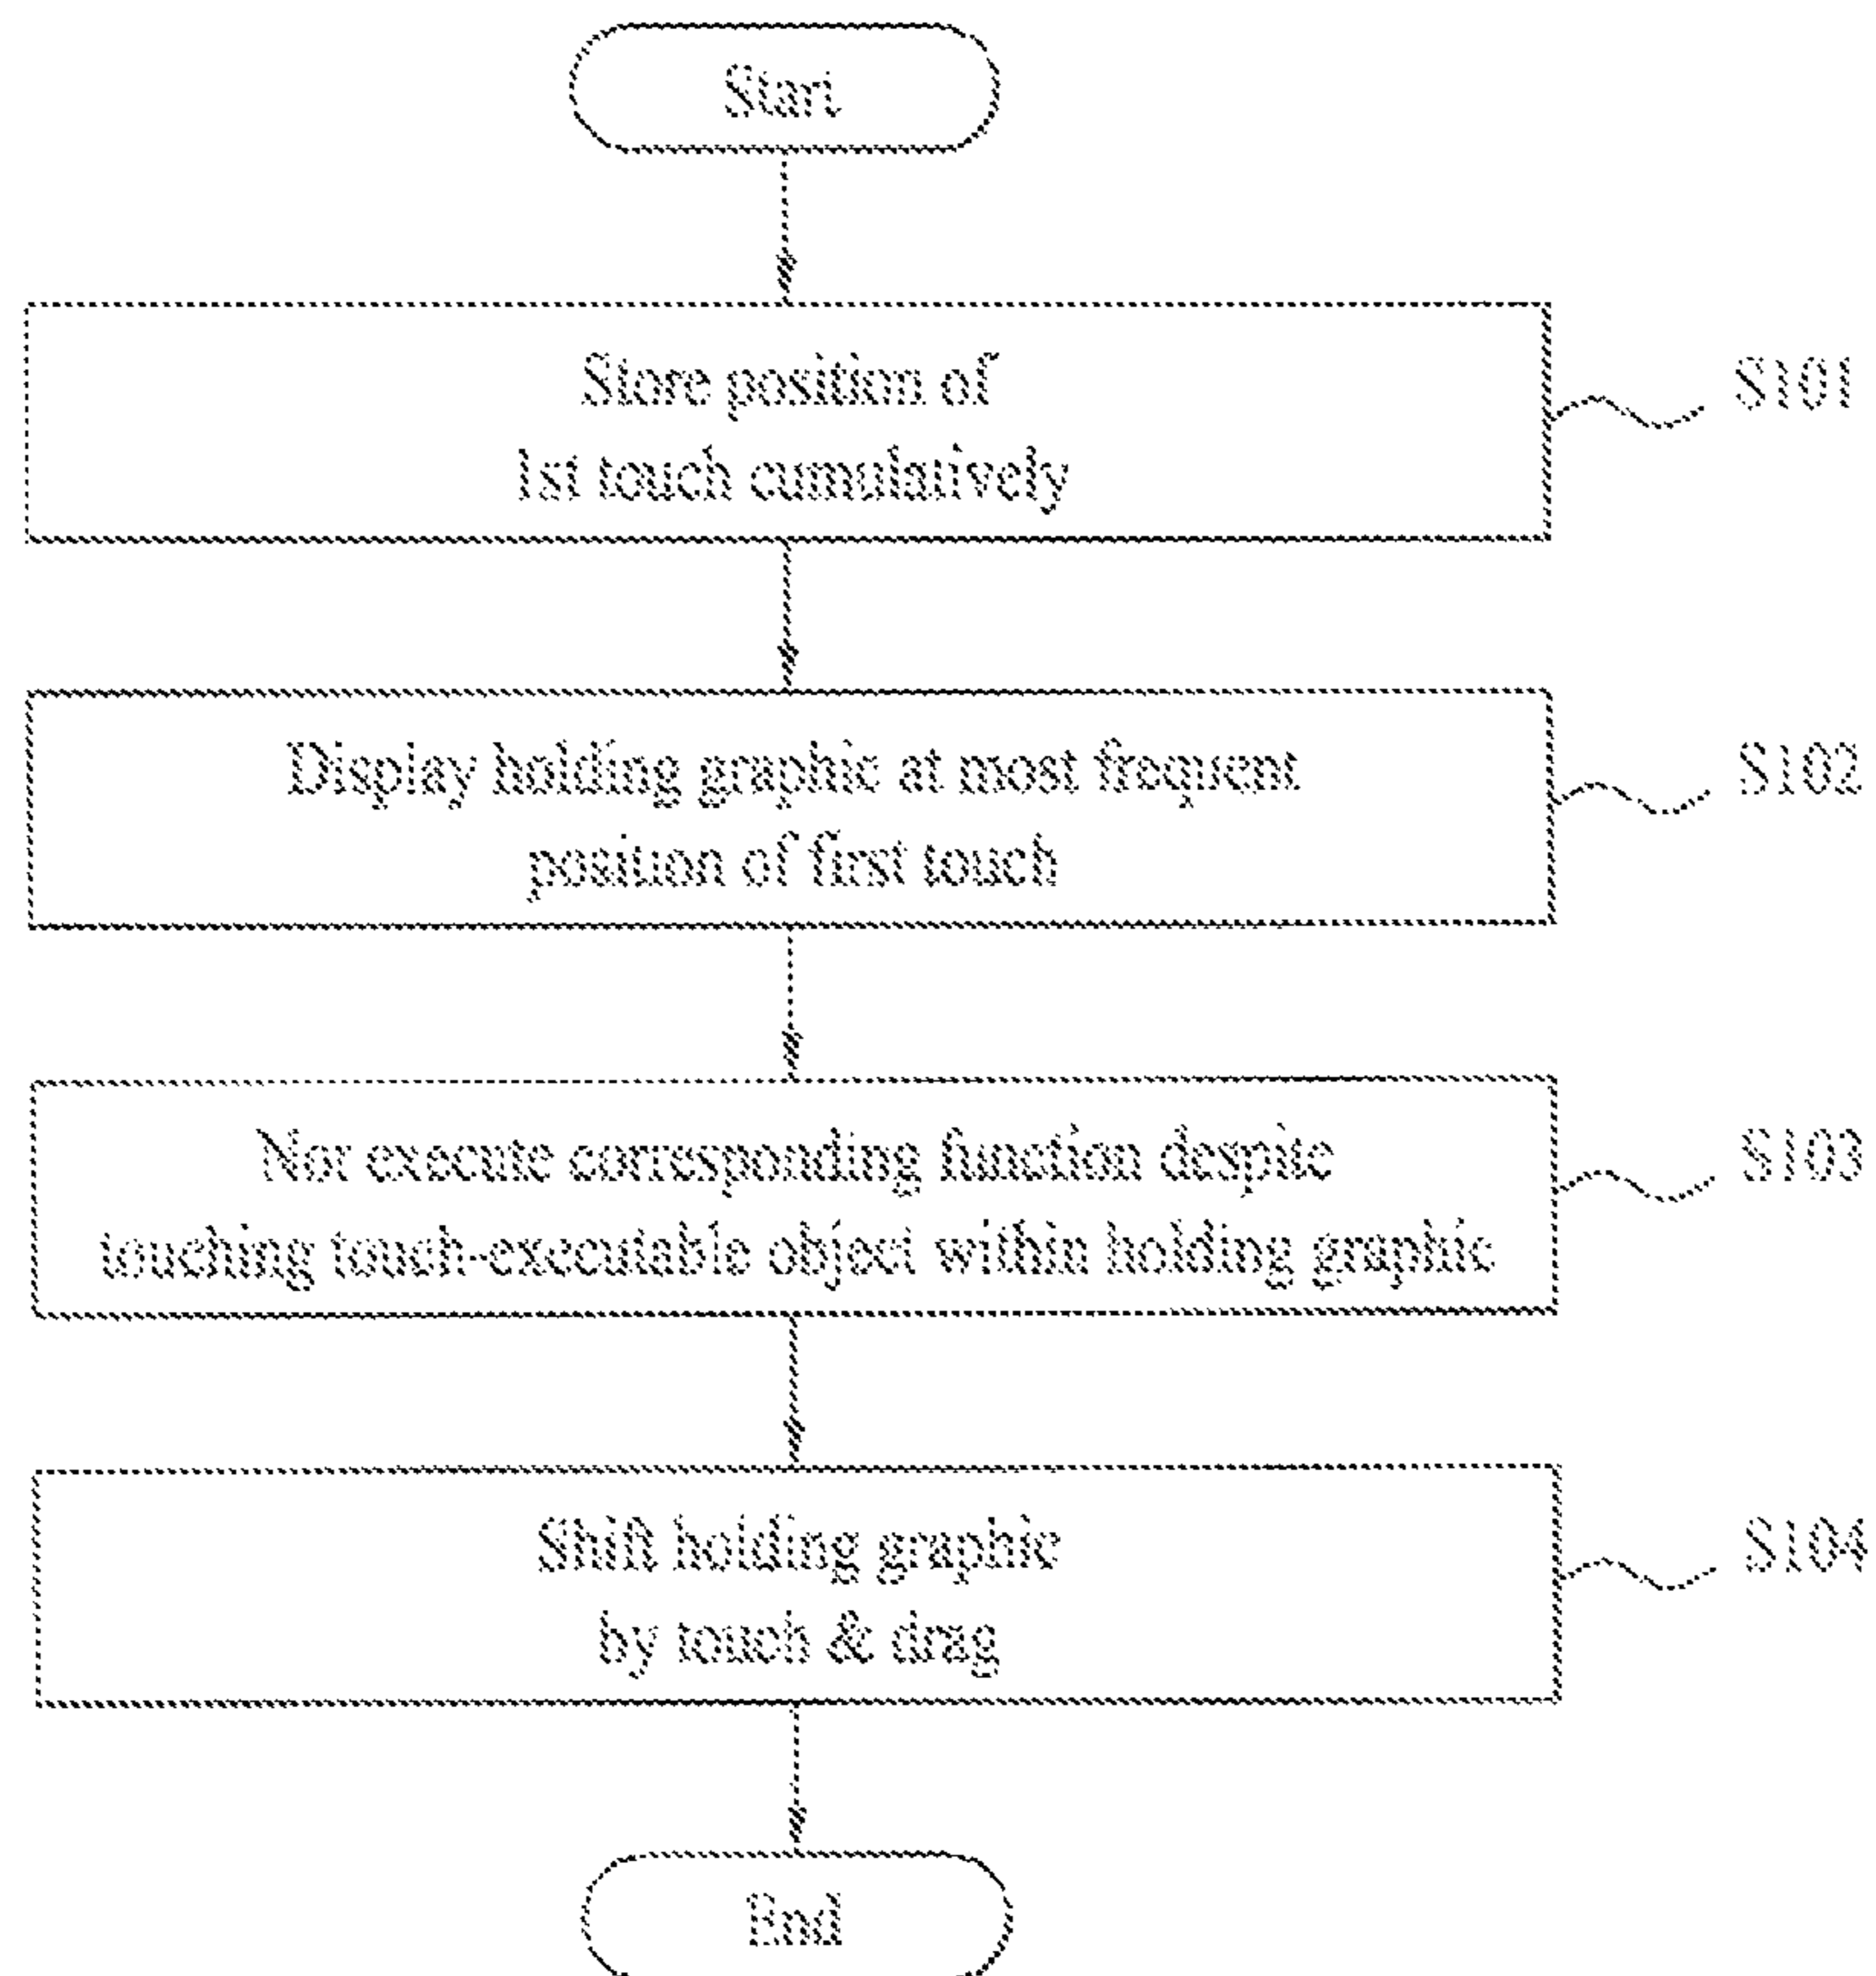 Start
Store position of
1st touch cumulatively
S101
Display holding graphic at most frequent
position of first touch
S102
Not execute corresponding function despite
touching touch-executable object within holding graphic
S103
Shift holding graphic
by touch & drag
S104
End